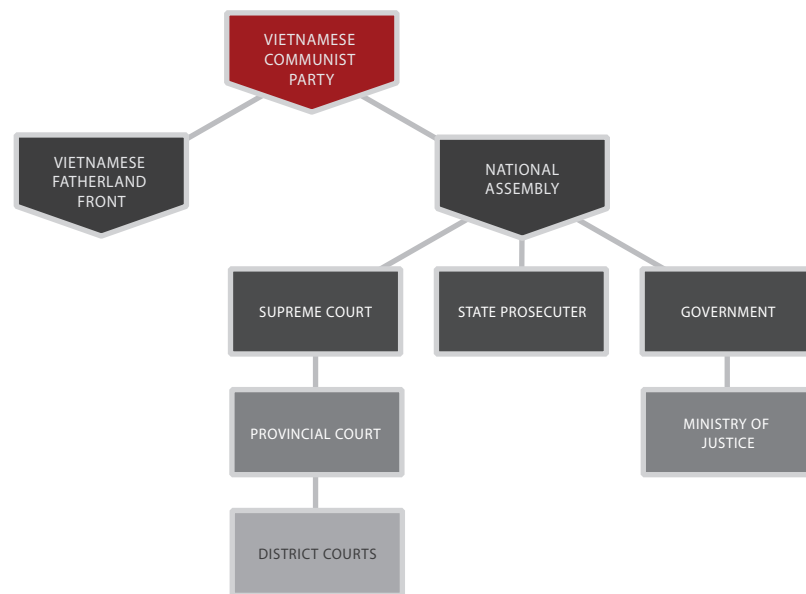 VIETNAMESE
COMMUNIST
PARTY
VIETNAMESE
FATHERLAND
FRONT
NATIONAL
ASSEMBLY
SUPREME COURT
STATE PROSECUTER
GOVERNMENT
PROVINCIAL COURT
MINISTRY OF
JUSTICE
DISTRICT COURTS